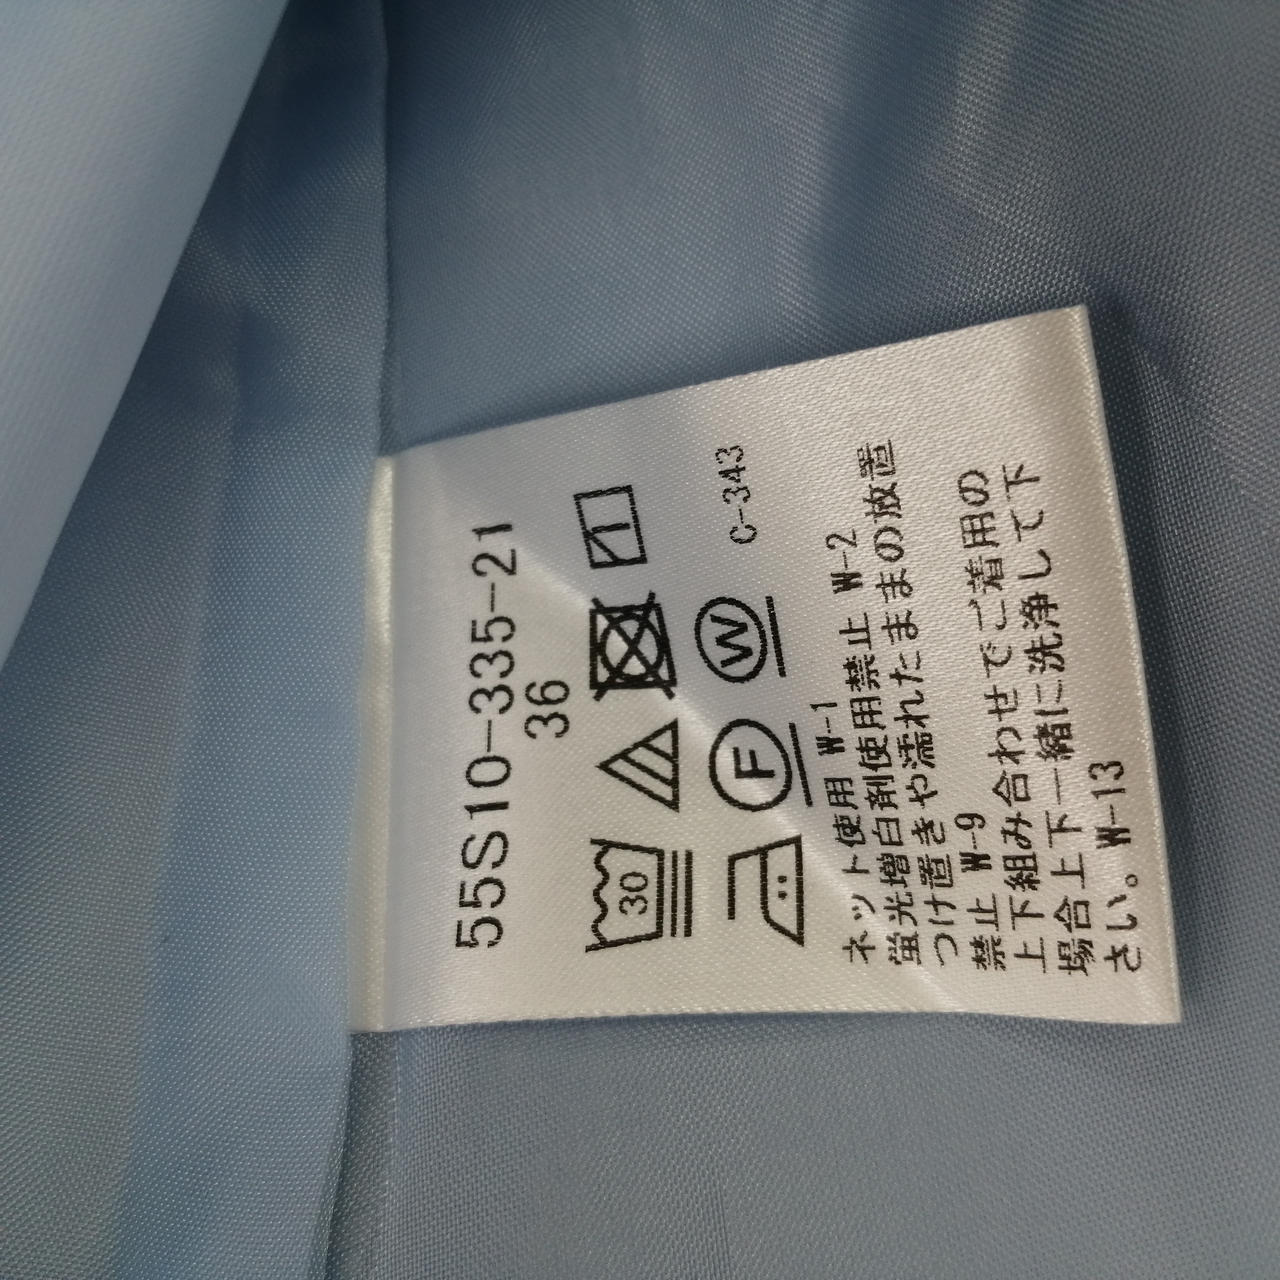 55S10-335-21
36
30
F W C-343
ネット使用 W-1
蛍光増白剤使用禁止 W-2
つけ置きや濡れたままの放置
禁止 W-9
上下組み合わせでご着用の
場合上下一緒に洗浄して下
さい。W-13